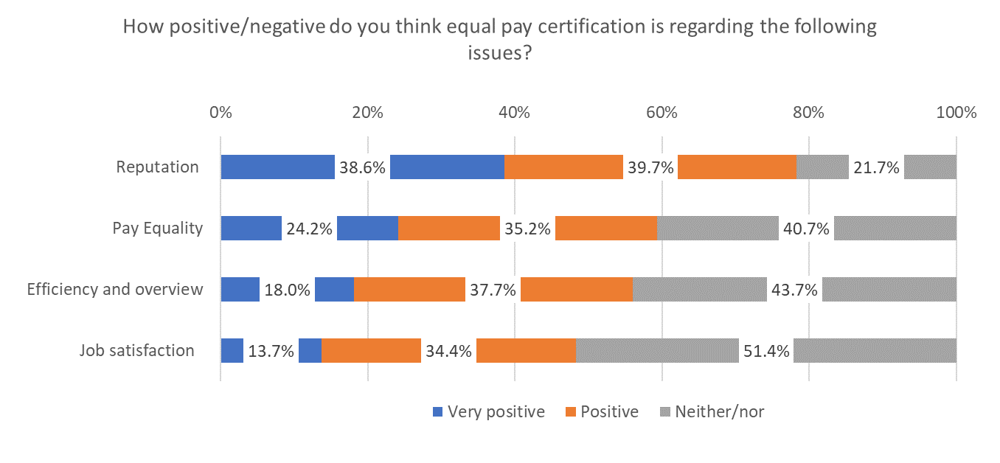 How positive/negative do you think equal pay certification is regarding the following
issues?
0% 20% 40% 60% 80% 100%
Reputation 38.6% 39.7% 21.7%
Pay Equality 24.2% 35.2% 40.7%
Efficiency and overview 18.0% 37.7% 43.7%
Job satisfaction 13.7% 34.4% 51.4%
Very positive Positive Neither/nor